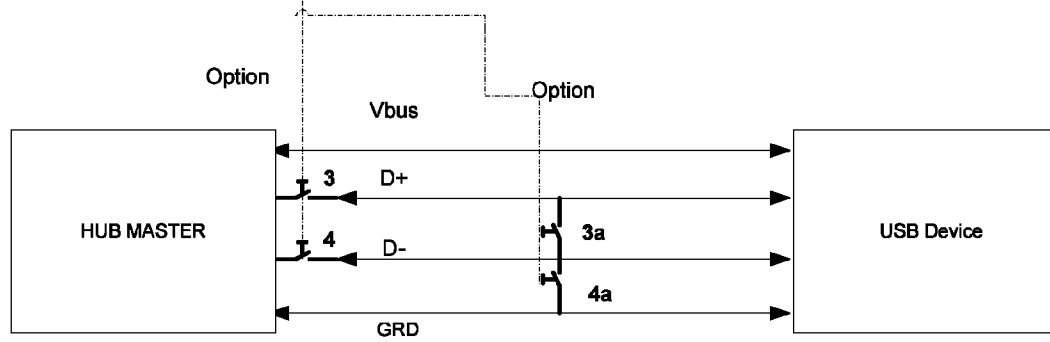 Option
Option
Vbus
3
D+
HUB MASTER
3a
USB Device
4
D-
4a
GRD